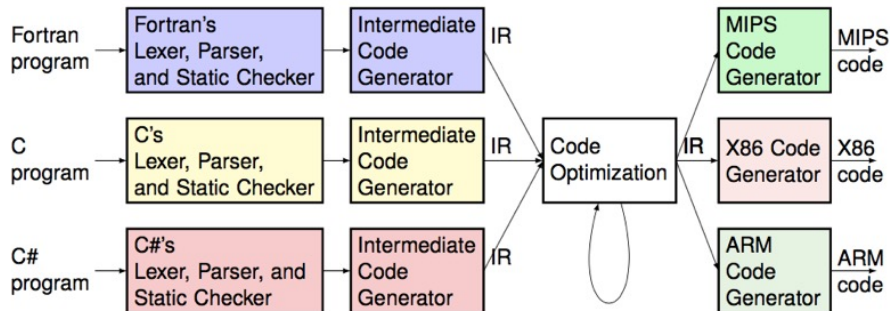 Fortran
program
Fortran's
Lexer, Parser,
and Static Checker
Intermediate
Code
Generator
IR
MIPS
Code
Generator
MIPS
code
C
program
C's
Lexer, Parser,
and Static Checker
Intermediate
Code
Generator
IR
Code
Optimization
IR
X86 Code
Generator
X86
code
C#
program
C#'s
Lexer, Parser, and
Static Checker
Intermediate
Code
Generator
IR
ARM
Code
Generator
ARM
code